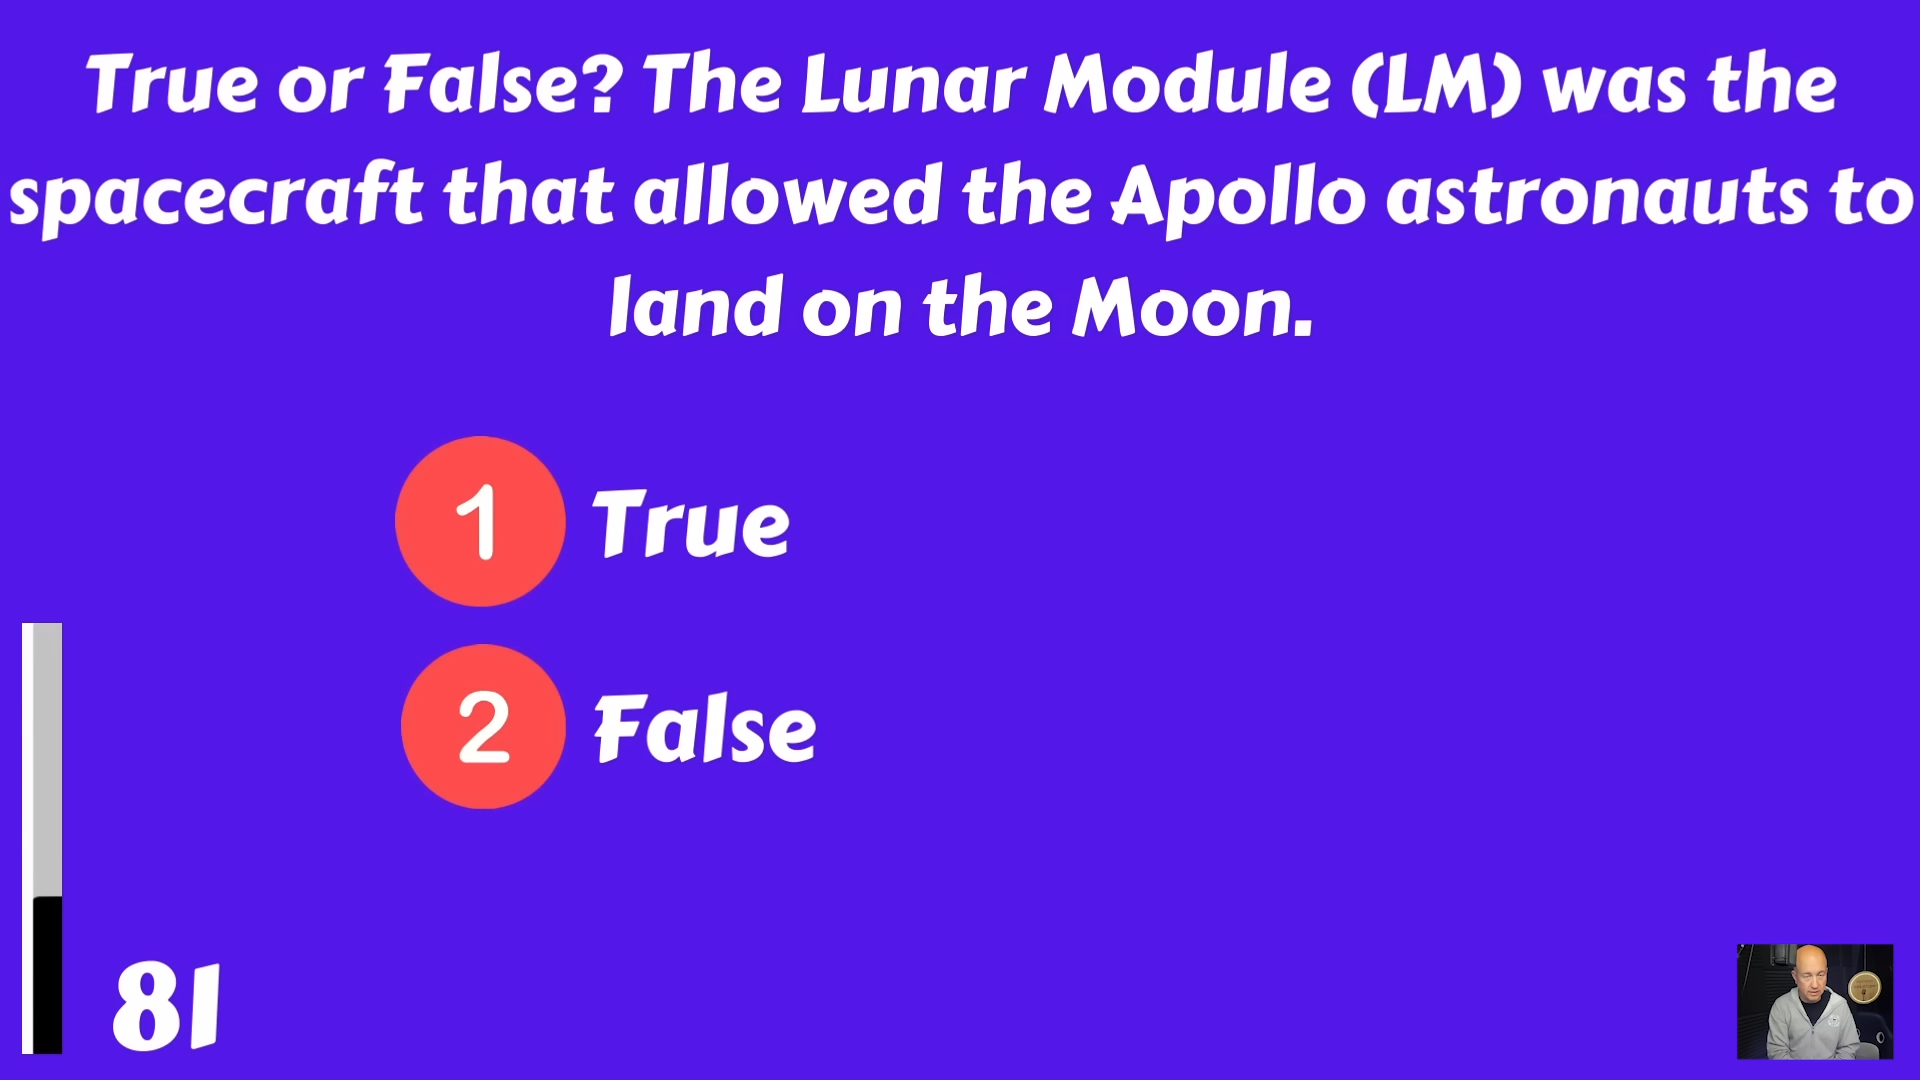 True or False? The Lunar Module (LM) was the
spacecraft that allowed the Apollo astronauts to
land on the Moon.
1 True
2 False
81